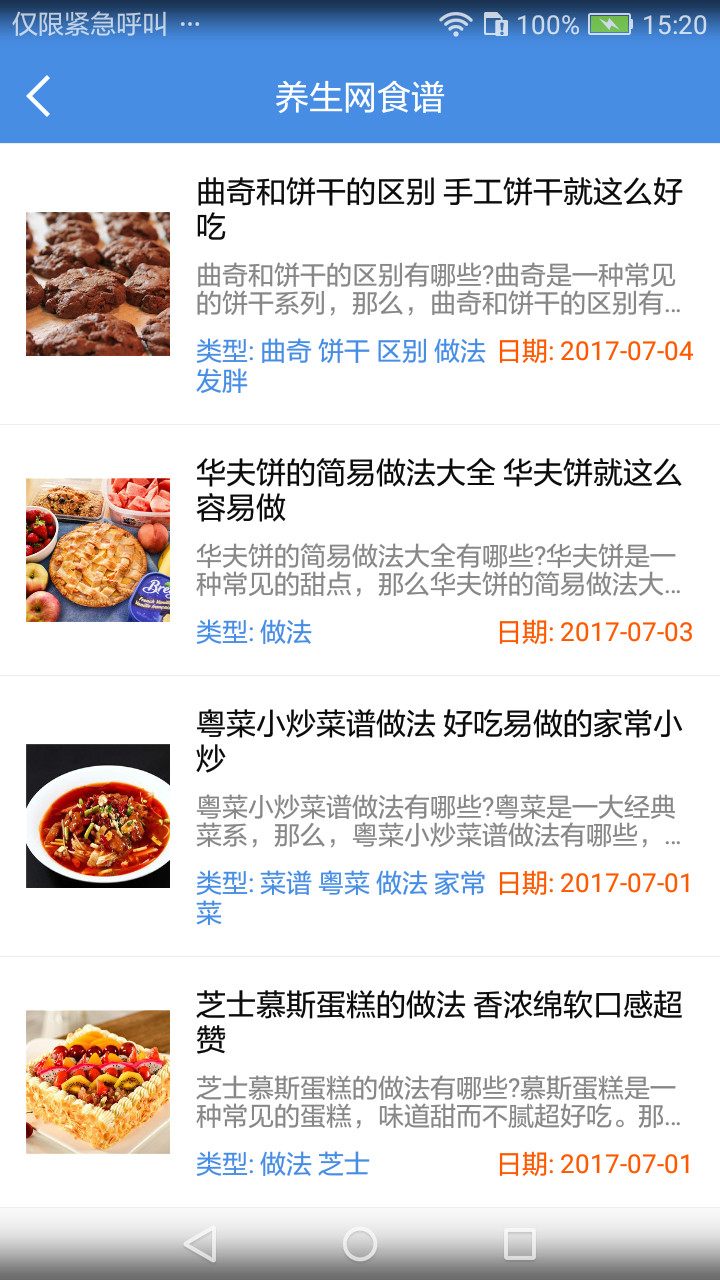 仅限紧急呼叫 ···
100%
15:20
养生网食谱
曲奇和饼干的区别 手工饼干就这么好
吃
曲奇和饼干的区别有哪些?曲奇是一种常见
的饼干系列，那么，曲奇和饼干的区别有...
类型: 曲奇 饼干 区别 做法 日期: 2017-07-04
发胖
华夫饼的简易做法大全 华夫饼就这么
容易做
华夫饼的简易做法大全有哪些?华夫饼是一
种常见的甜点，那么华夫饼的简易做法大...
类型: 做法 日期: 2017-07-03
粤菜小炒菜谱做法 好吃易做的家常小
炒
粤菜小炒菜谱做法有哪些?粤菜是一大经典
菜系，那么，粤菜小炒菜谱做法有哪些，...
类型: 菜谱 粤菜 做法 家常 日期: 2017-07-01
菜
芝士慕斯蛋糕的做法 香浓绵软口感超
赞
芝士慕斯蛋糕的做法有哪些?慕斯蛋糕是一
种常见的蛋糕，味道甜而不腻超好吃。那...
类型: 做法 芝士 日期: 2017-07-01